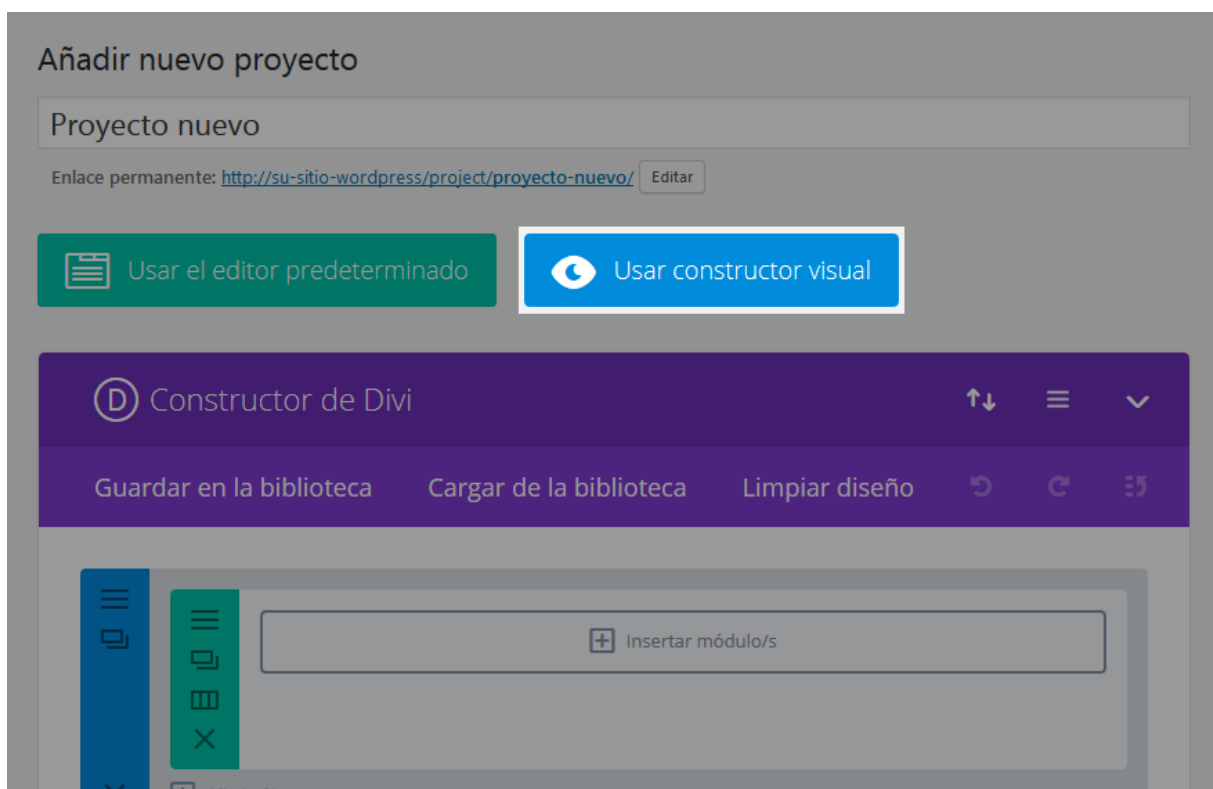 Añadir nuevo proyecto
Proyecto nuevo
Enlace permanente: http://su-sitio-wordpress/project/proyecto-nuevo/ Editar
Usar el editor predeterminado Usar constructor visual
D Constructor de Divi
Guardar en la biblioteca Cargar de la biblioteca Limpiar diseño
Insertar módulo/s